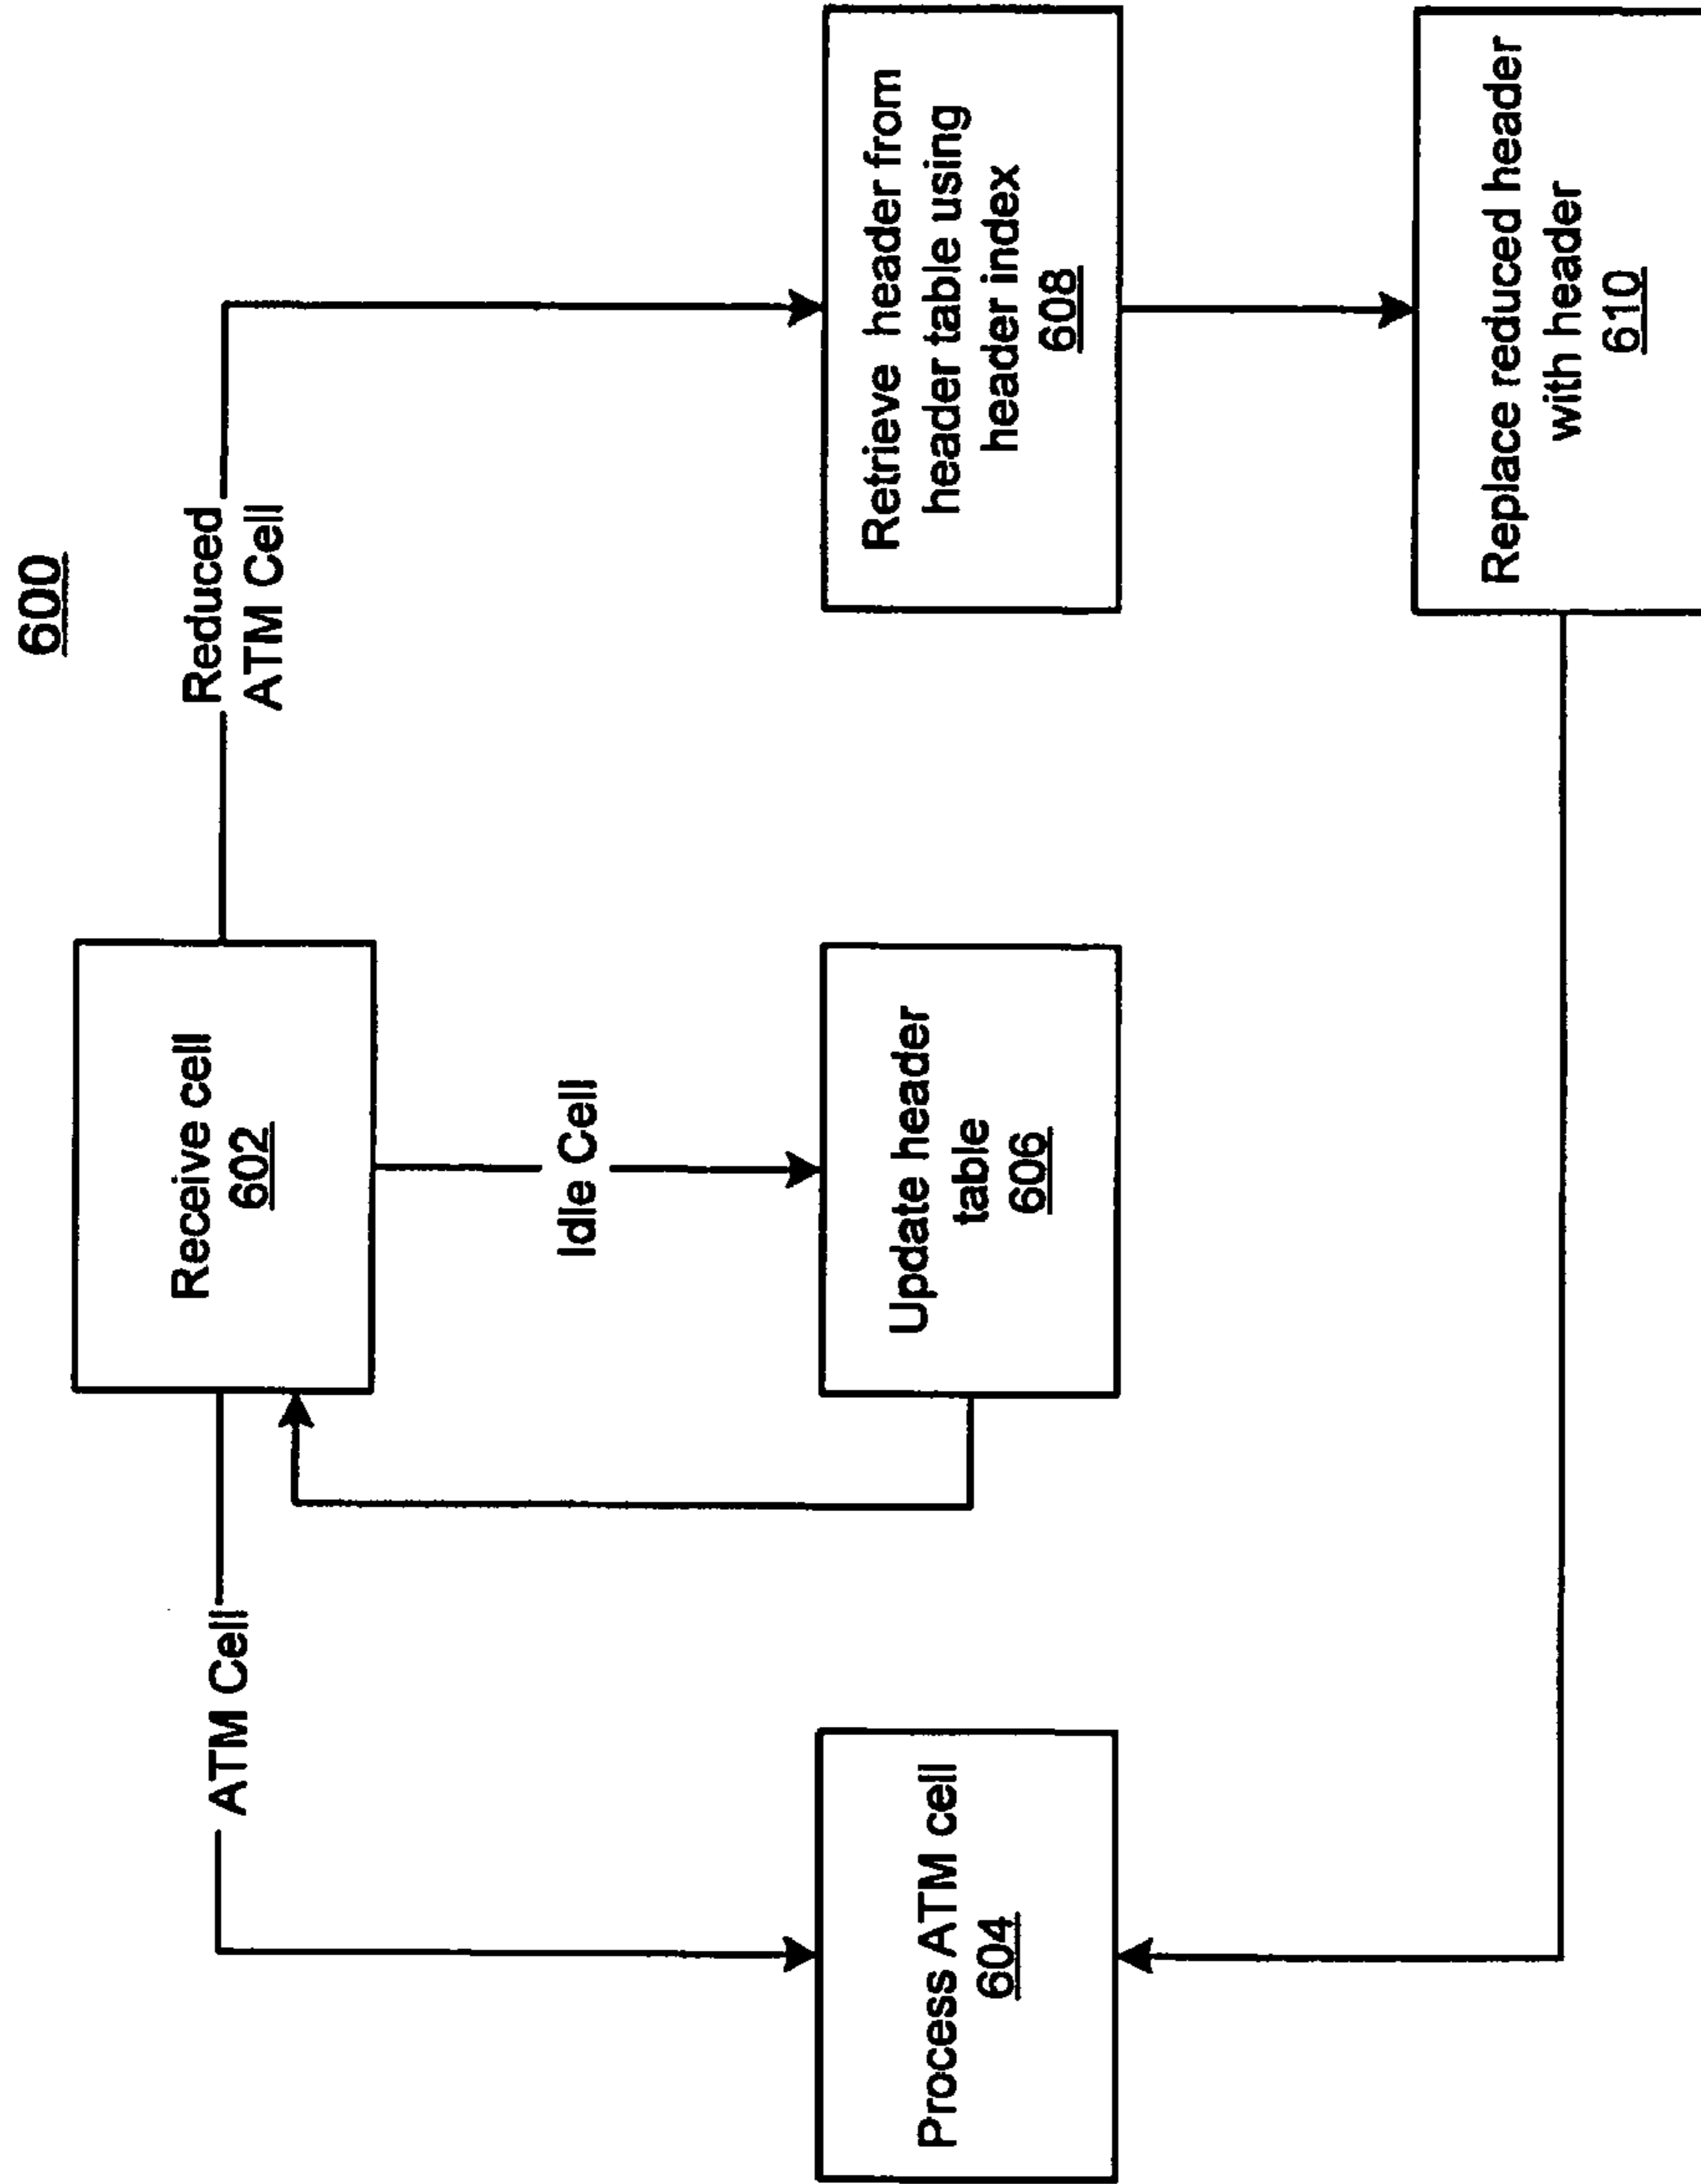 600
Receive cell
602
ATM Cell
Idle Cell
Reduced
ATM Cell
Process ATM cell
604
Update header
table
606
Retrieve header from
header table using
header index
608
Replace reduced header
with header
610